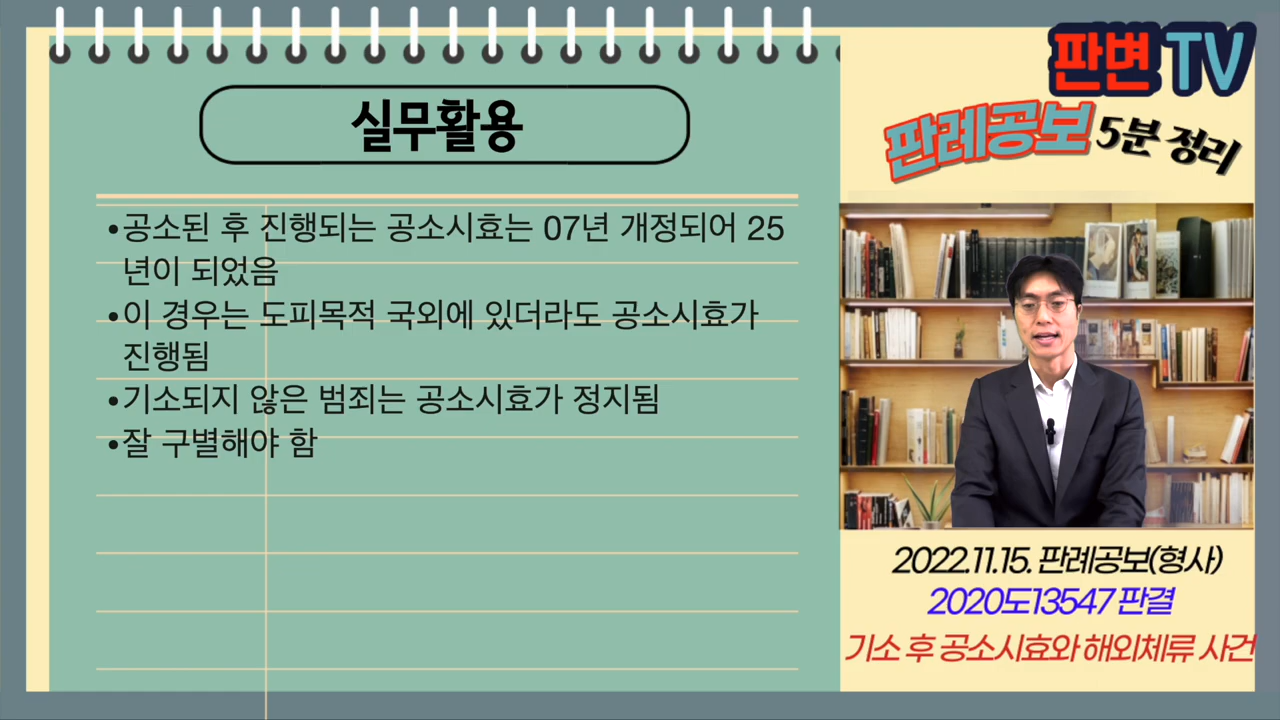 실무활용
•공소된 후 진행되는 공소시효는 07년 개정되어 25
년이 되었음
•이 경우는 도피목적 국외에 있더라도 공소시효가
진행됨
•기소되지 않은 범죄는 공소시효가 정지됨
•잘 구별해야 함
판변 TV
판례공보 5분 정리
2022.11.15. 판례공보(형사)
2020도13547 판결
기소 후 공소시효와 해외체류 사건